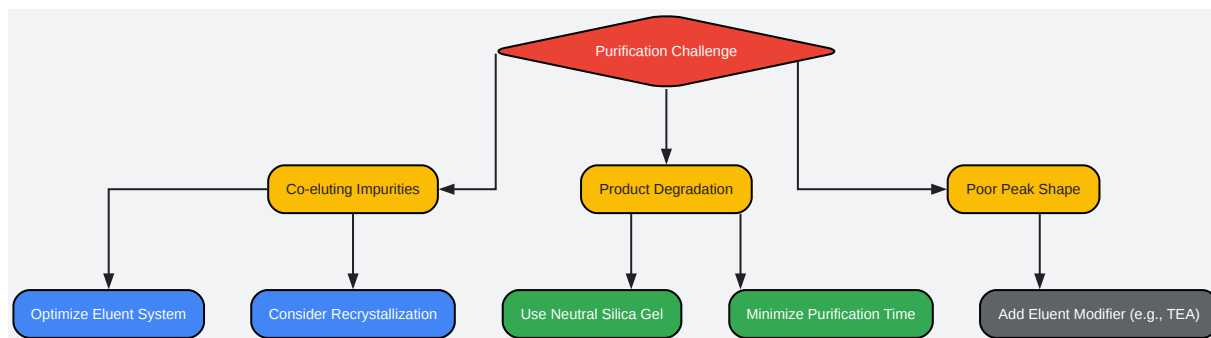 Purification Challenge
Co-eluting Impurities
Product Degradation
Poor Peak Shape
Optimize Eluent System
Consider Recrystallization
Use Neutral Silica Gel
Minimize Purification Time
Add Eluent Modifier (e.g., TEA)